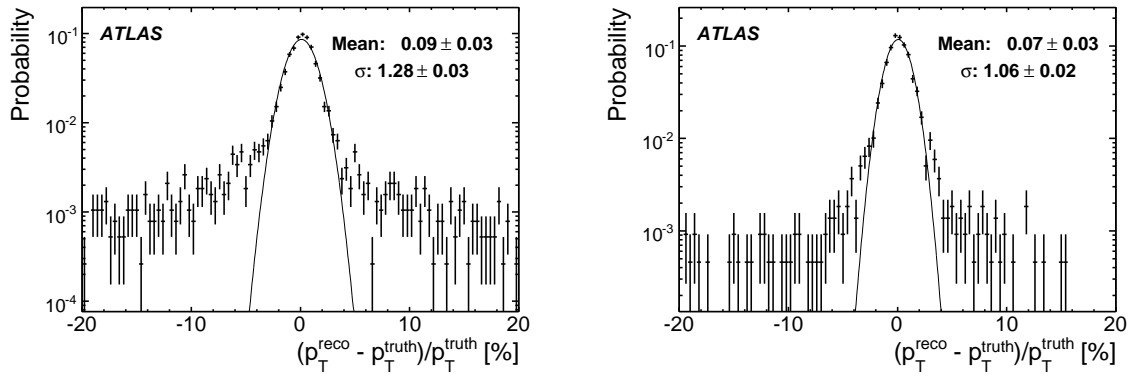 ATLAS
Mean: 0.09 ± 0.03
σ: 1.28 ± 0.03
Probability
10^-1
10^-2
10^-3
10^-4
-20 -10 0 10 20
(p_T^reco - p_T^truth)/p_T^truth [%]
ATLAS
Mean: 0.07 ± 0.03
σ: 1.06 ± 0.02
Probability
10^-1
10^-2
10^-3
-20 -10 0 10 20
(p_T^reco - p_T^truth)/p_T^truth [%]